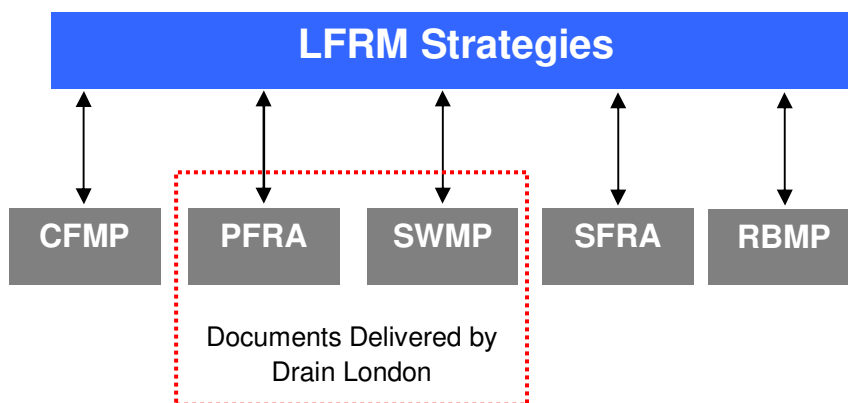 LFRM Strategies
CFMP
PFRA
SWMP
SFRA
RBMP
Documents Delivered by
Drain London